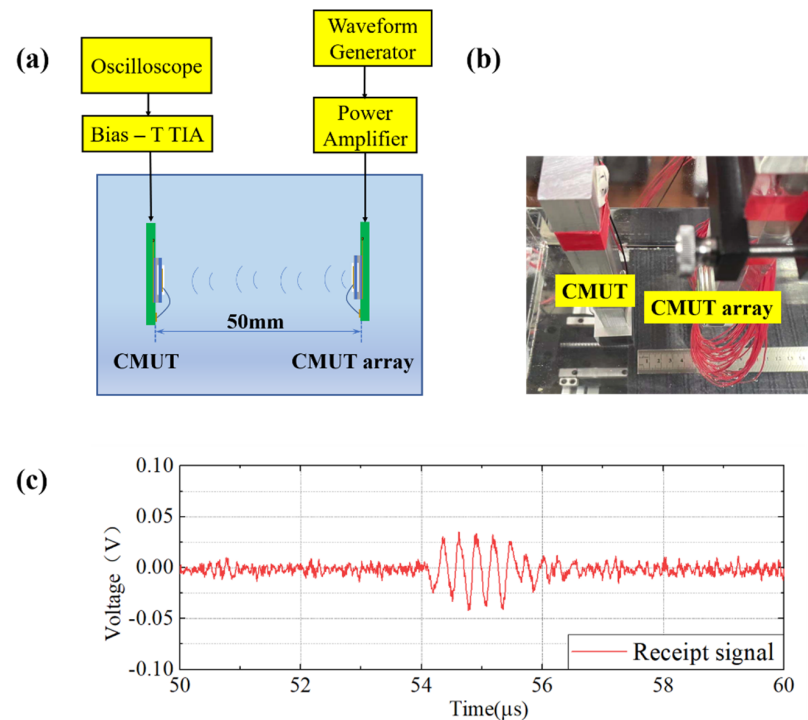 (a)
Oscilloscope
Bias – T TIA
Waveform
Generator
Power
Amplifier
50mm
CMUT
CMUT array
(b)
CMUT
CMUT array
(c)
0.10
0.05
0.00
-0.05
-0.10
Voltage（V）
Receipt signal
50
52
54
56
58
60
Time(μs)